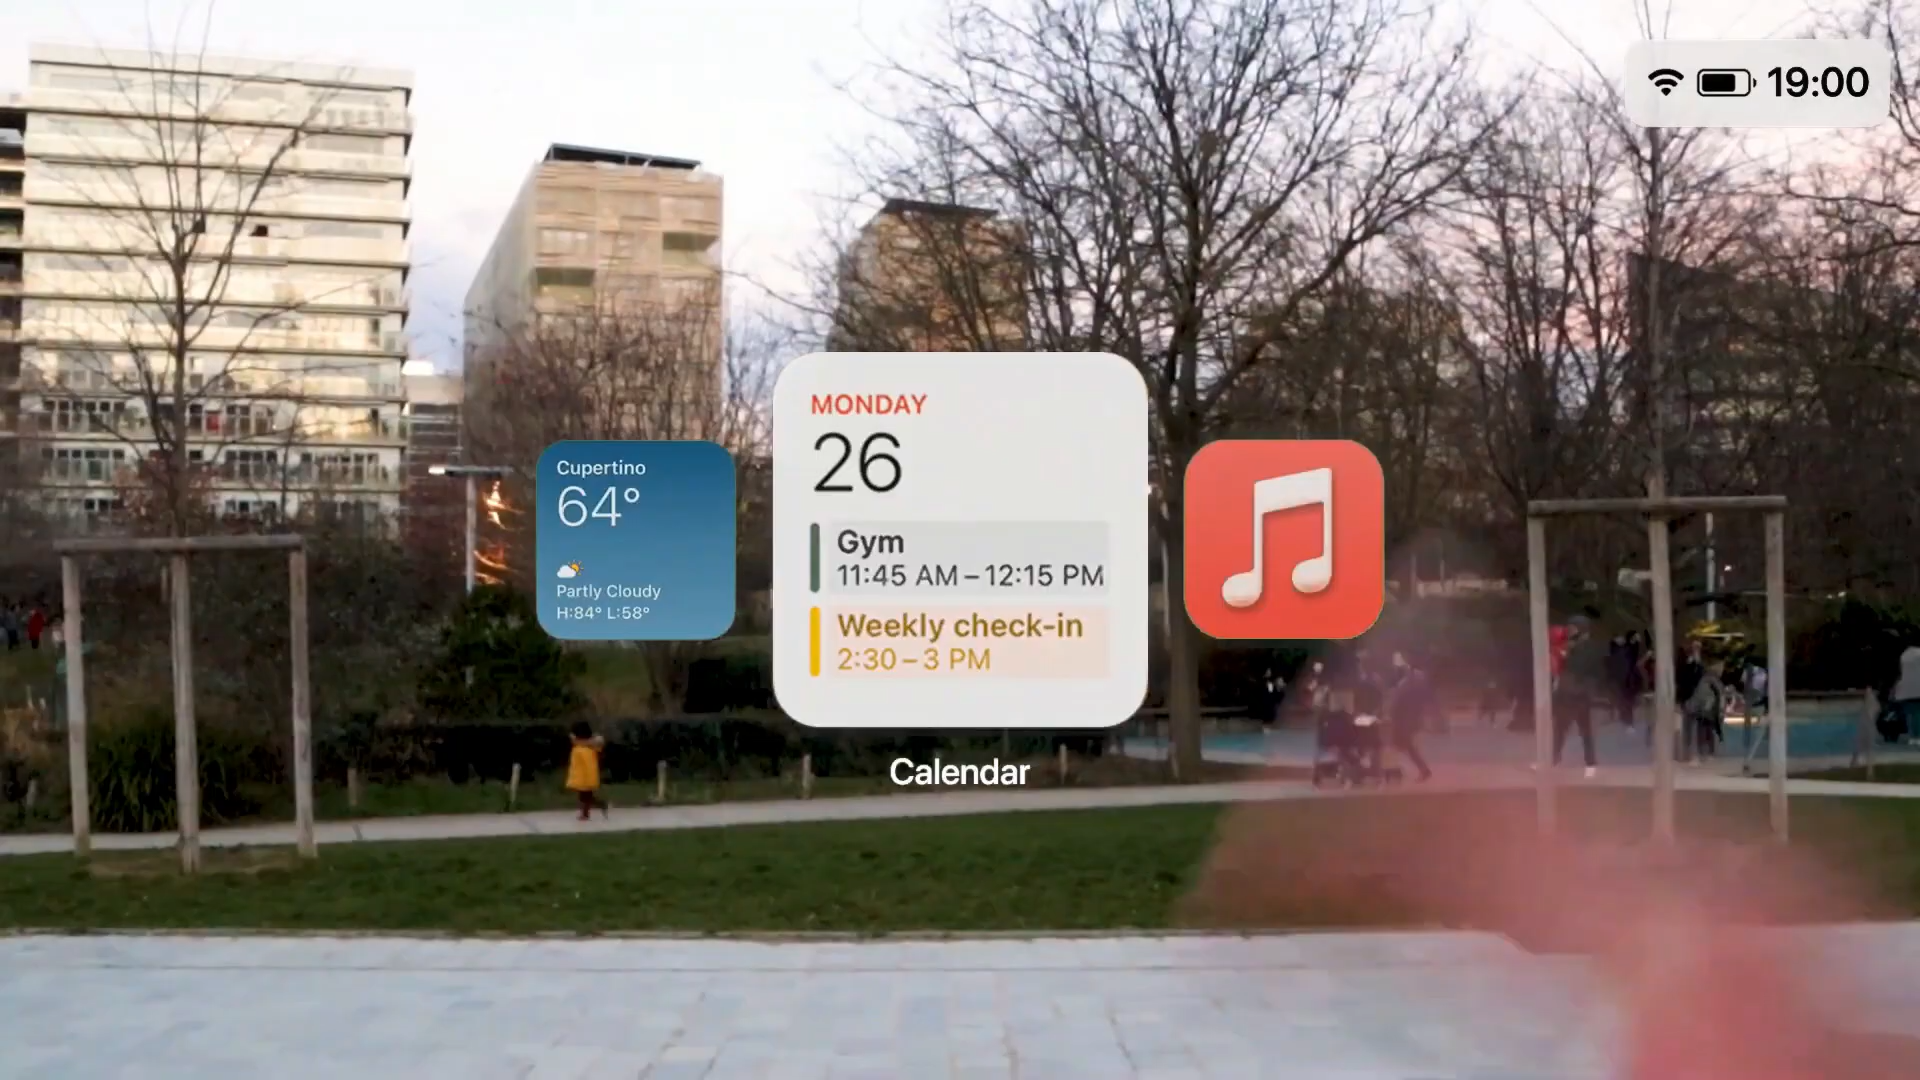 19:00
Cupertino
64°
Partly Cloudy
H:84° L:58°
MONDAY
26
Gym
11:45 AM – 12:15 PM
Weekly check-in
2:30 – 3 PM
Calendar